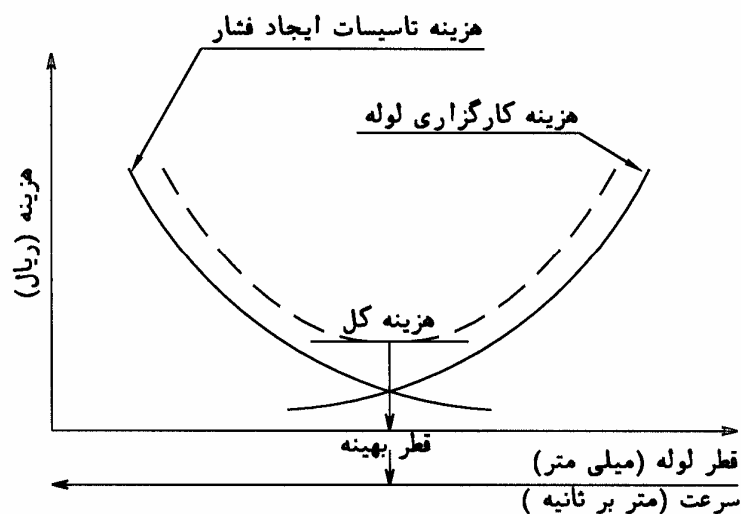 هزینه تاسیسات ایجاد فشار
هزینه کارگزاری لوله
هزینه (ریال)
هزینه کل
قطر بهینه
قطر لوله (میلی متر)
سرعت (متر بر ثانیه )